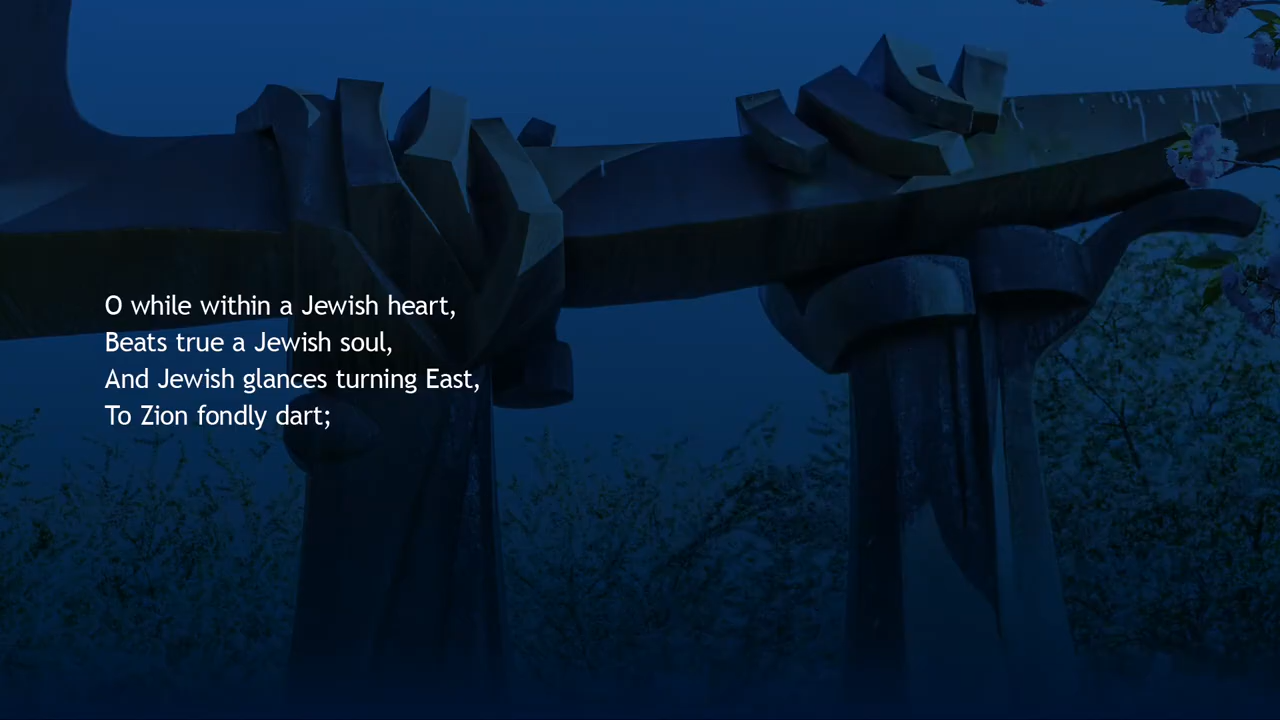 O while within a Jewish heart,
Beats true a Jewish soul,
And Jewish glances turning East,
To Zion fondly dart;